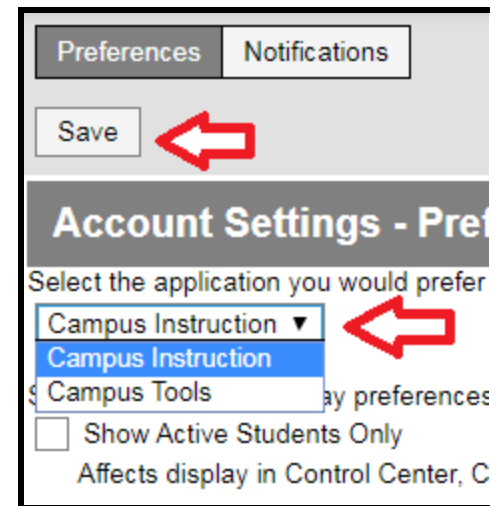 Preferences Notifications
Save
Account Settings - Pref
Select the application you would prefer
Campus Instruction ▼
Campus Instruction
Campus Tools ay preferences
Show Active Students Only
Affects display in Control Center, C